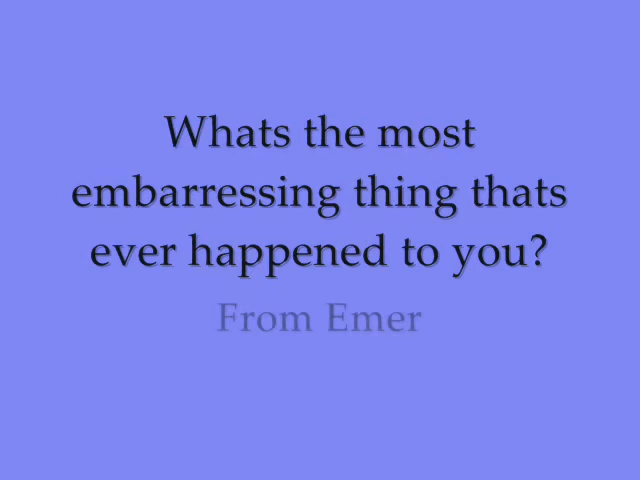 Whats the most
embarressing thing thats
ever happened to you?
From Emer